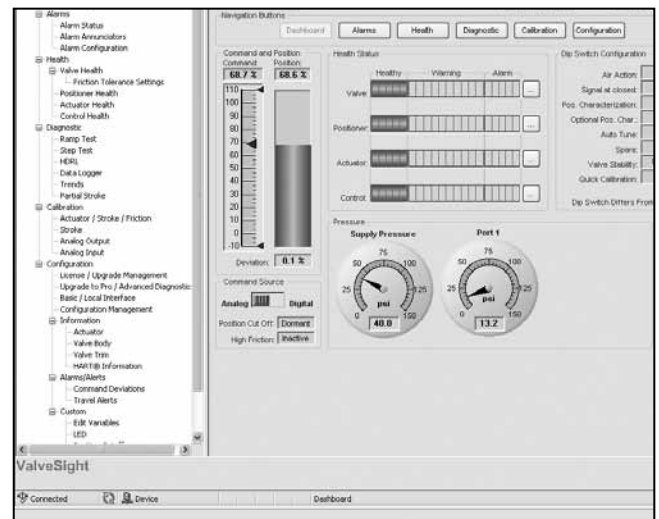 Alarms
Alarm Status
Alarm Annunciators
Alarm Configuration
Health
Valve Health
Friction Tolerance Settings
Positioner Health
Actuator Health
Control Health
Diagnostic
Ramp Test
Step Test
HDRL
Data Logger
Trends
Partial Stroke
Calibration
Actuator / Stroke / Friction
Stroke
Analog Output
Analog Input
Configuration
License / Upgrade Management
Upgrade to Pro / Advanced Diagnostic
Basic / Local Interface
Configuration Management
Information
Actuator
Valve Body
Valve Trim
HART® Information
Alarms/Alerts
Command Deviations
Travel Alerts
Custom
Edit Variables
LED
Navigation Buttons
Dashboard Alarms Health Diagnostic Calibration Configuration
Command and Position
Command: Position:
68.7 % 68.6 %
110
100
90
80
70
60
50
40
30
20
10
0
-10
Deviation: 0.1 %
Command Source
Analog Digital
Position Cut Off: Dormant
High Friction: Inactive
Health Status
Healthy Warning Alarm
Valve: ...
Positioner: ...
Actuator: ...
Control: ...
Pressure
Supply Pressure
0 25 50 75 100 125 150
psi
40.0
Port 1
0 25 50 75 100 125 150
psi
13.2
Dip Switch Configuration
Air Action:
Signal at closed:
Pos. Characterization:
Optional Pos. Char.:
Auto Tune:
Spare:
Valve Stability:
Quick Calibration:
Dip Switch Differs From
ValveSight
Connected Device Dashboard